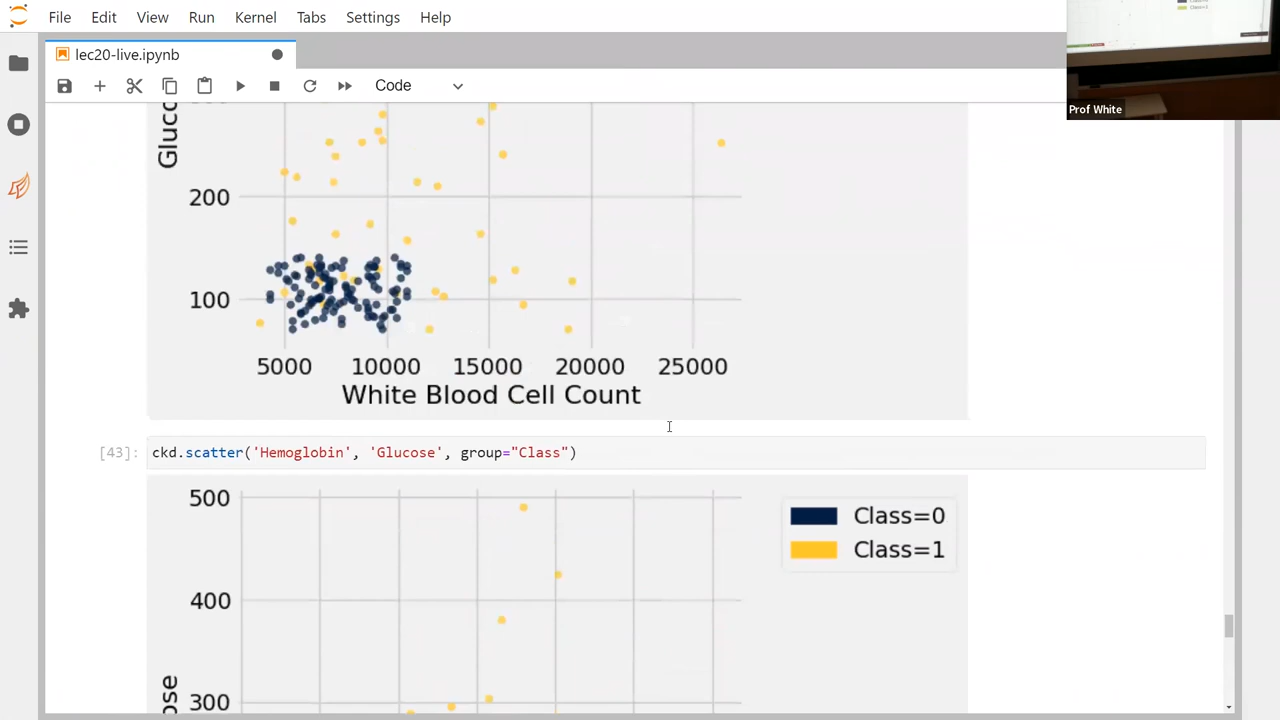 File Edit View Run Kernel Tabs Settings Help
lec20-live.ipynb
Code
Prof White
Gluc
200
100
5000 10000 15000 20000 25000
White Blood Cell Count
[43]: ckd.scatter('Hemoglobin', 'Glucose', group="Class")
500
400
300
ose
Class=0
Class=1